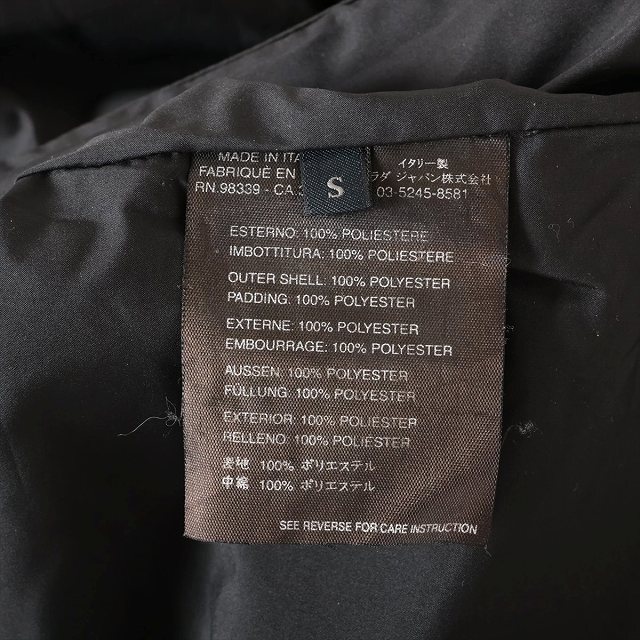 MADE IN ITA
イタリー製
FABRIQUÉ EN
ラダ ジャパン株式会社
RN.98339 - CA.
03-5245-8581
S
ESTERNO: 100% POLIESTERE
IMBOTTITURA: 100% POLIESTERE
OUTER SHELL: 100% POLYESTER
PADDING: 100% POLYESTER
EXTERNE: 100% POLYESTER
EMBOURRAGE: 100% POLYESTER
AUSSEN: 100% POLYESTER
FÜLLUNG: 100% POLYESTER
EXTERIOR: 100% POLYESTER
RELLENO: 100% POLYESTER
表地 100% ポリエステル
中綿 100% ポリエステル
SEE REVERSE FOR CARE INSTRUCTION